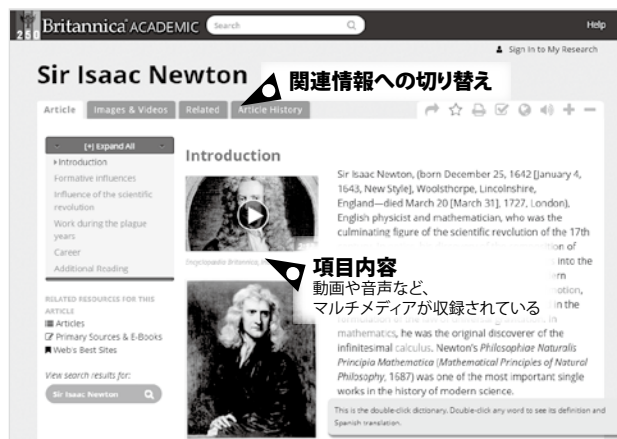 250
Britannica ACADEMIC
Search
Help
Sign In to My Research
Sir Isaac Newton
関連情報への切り替え
Article
Images & Videos
Related
Article History
[+] Expand All
Introduction
Formative influences
Influence of the scientific
revolution
Work during the plague
years
Career
Additional Reading
RELATED RESOURCES FOR THIS
ARTICLE
Articles
Primary Sources & E-Books
Web's Best Sites
View search results for:
Sir Isaac Newton
Introduction
Encyclopædia Britannica,
項目内容
動画や音声など、
マルチメディアが収録されている
Sir Isaac Newton, (born December 25, 1642 [January 4,
1643, New Style], Woolsthorpe, Lincolnshire,
England—died March 20 [March 31], 1727, London),
English physicist and mathematician, who was the
culminating figure of the scientific revolution of the 17th
of
into the
in the
mathematics, he was the original discoverer of the
infinitesimal calculus. Newton's Philosophiae Naturalis
Principia Mathematica (Mathematical Principles of Natural
Philosophy, 1687) was one of the most important single
works in the history of modern science.
This is the double-click dictionary. Double-click any word to see its definition and
Spanish translation.